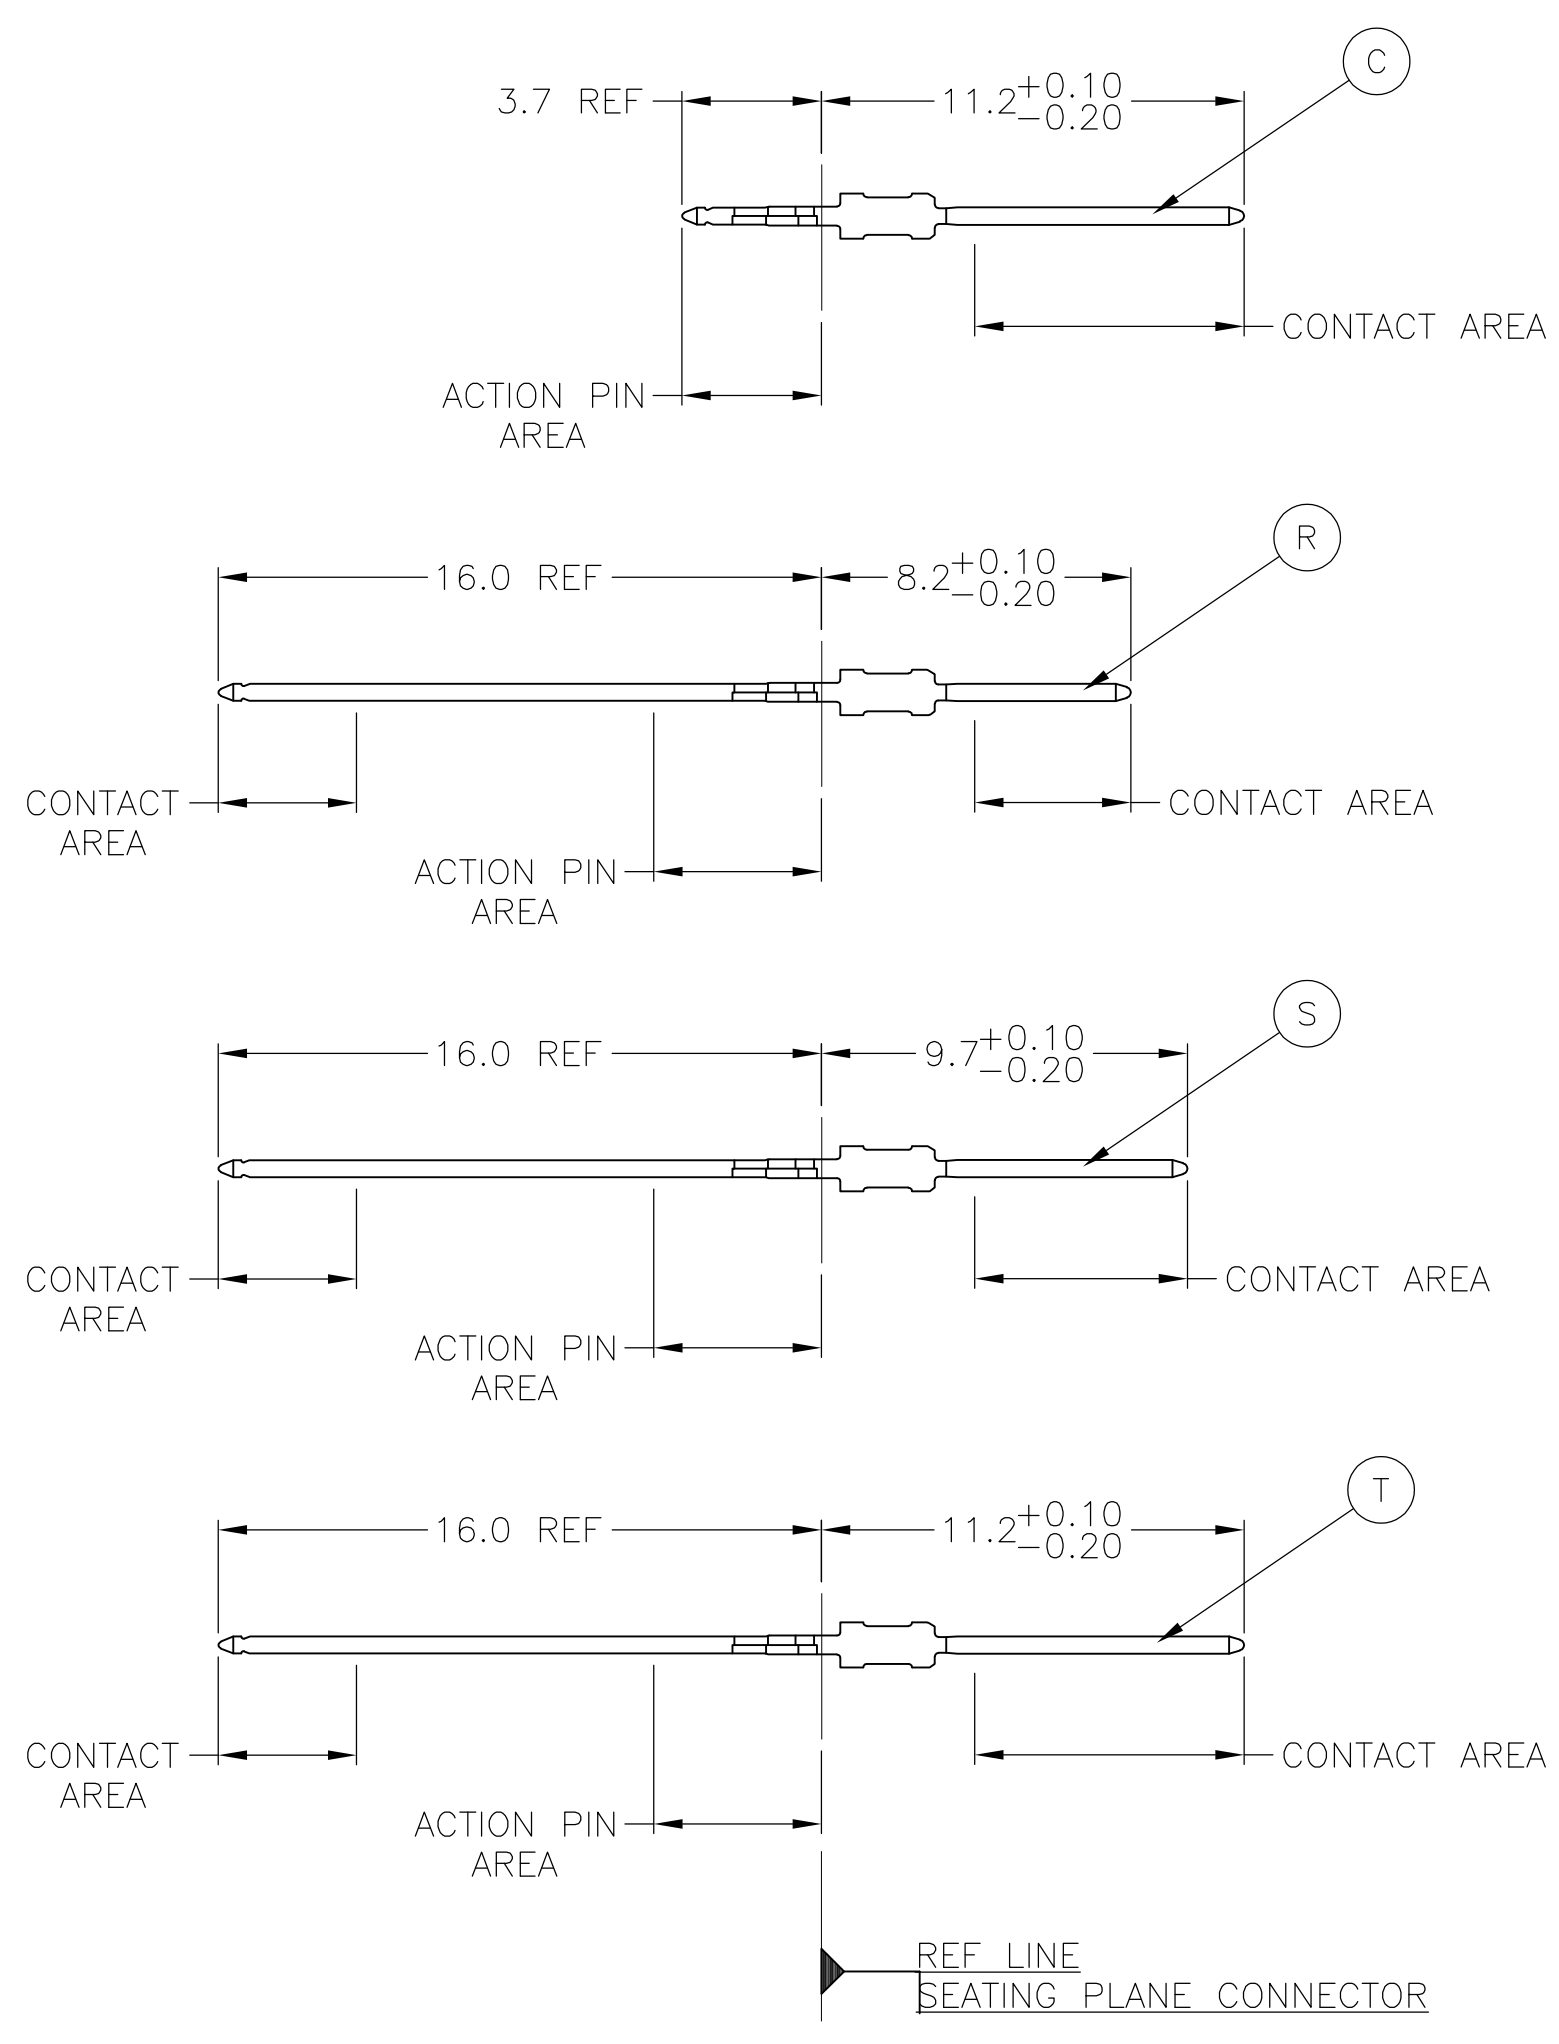 C
3.7 REF
11.2 +0.10
-0.20
CONTACT AREA
ACTION PIN
AREA
R
16.0 REF
8.2 +0.10
-0.20
CONTACT
AREA
CONTACT AREA
ACTION PIN
AREA
S
16.0 REF
9.7 +0.10
-0.20
CONTACT
AREA
CONTACT AREA
ACTION PIN
AREA
T
16.0 REF
11.2 +0.10
-0.20
CONTACT
AREA
CONTACT AREA
ACTION PIN
AREA
REF LINE
SEATING PLANE CONNECTOR